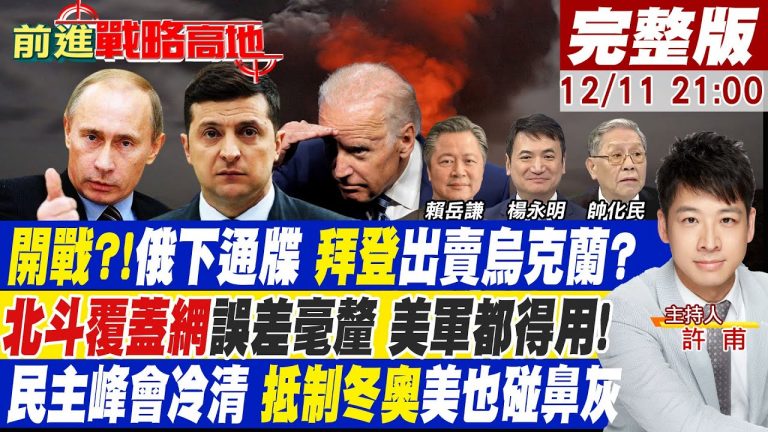 前進戰略高地
完整版
12/11 21:00
賴岳謙
楊永明
帥化民
開戰?!俄下通牒 拜登出賣烏克蘭?
北斗覆蓋網誤差毫釐 美軍都得用!
民主峰會冷清 抵制冬奧美也碰鼻灰
主持人
許甫